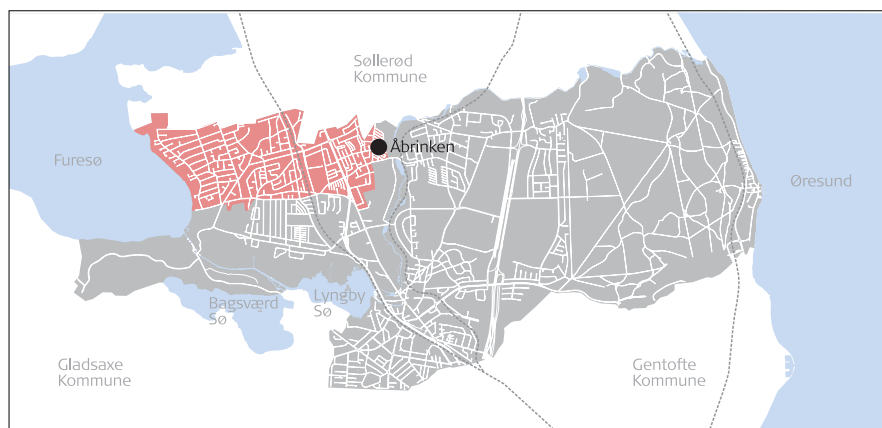 Søllerød
Kommune
Åbrinken
Furesø
Øresund
Bagsværd
Sø
Lyngby
Sø
Gladsaxe
Kommune
Gentofte
Kommune